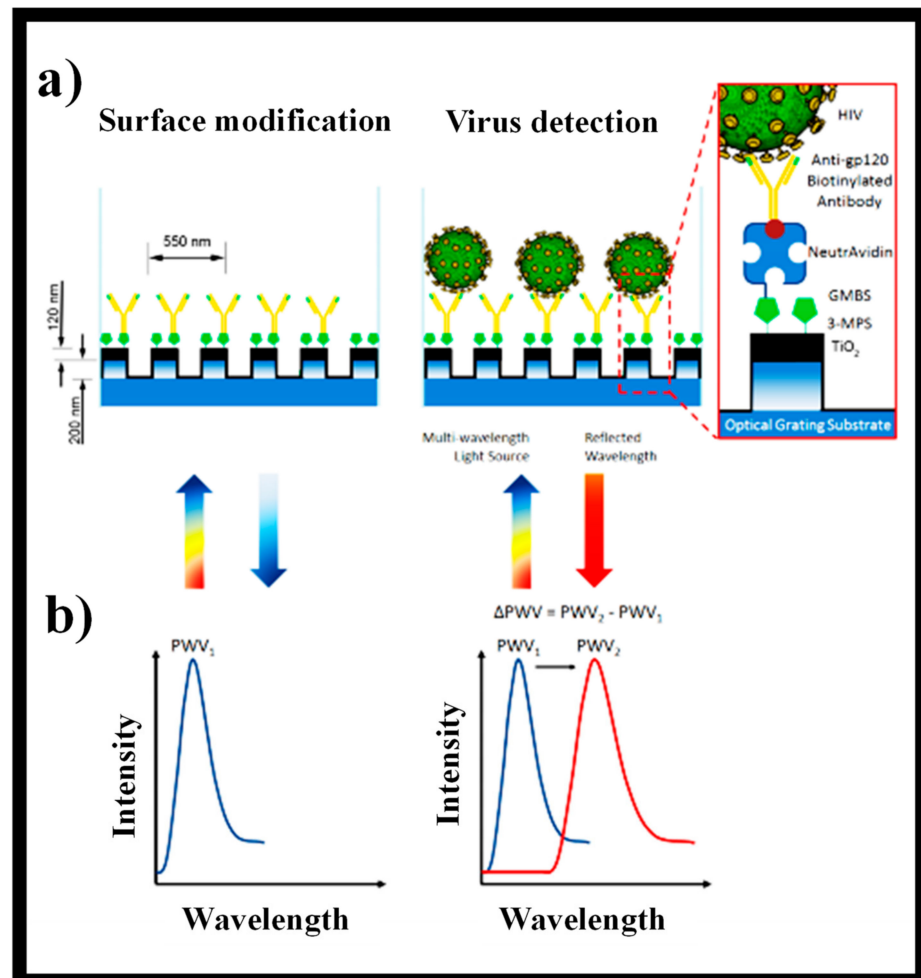 a)
Surface modification
Virus detection
550 nm
120 nm
200 nm
HIV
Anti-gp120
Biotinylated
Antibody
NeutrAvidin
GMBS
3-MPS
TiO₂
Optical Grating Substrate
Multi-wavelength
Light Source
Reflected
Wavelength
b)
PWV₁
Intensity
Wavelength
ΔPWV = PWV₂ - PWV₁
PWV₁
PWV₂
Intensity
Wavelength